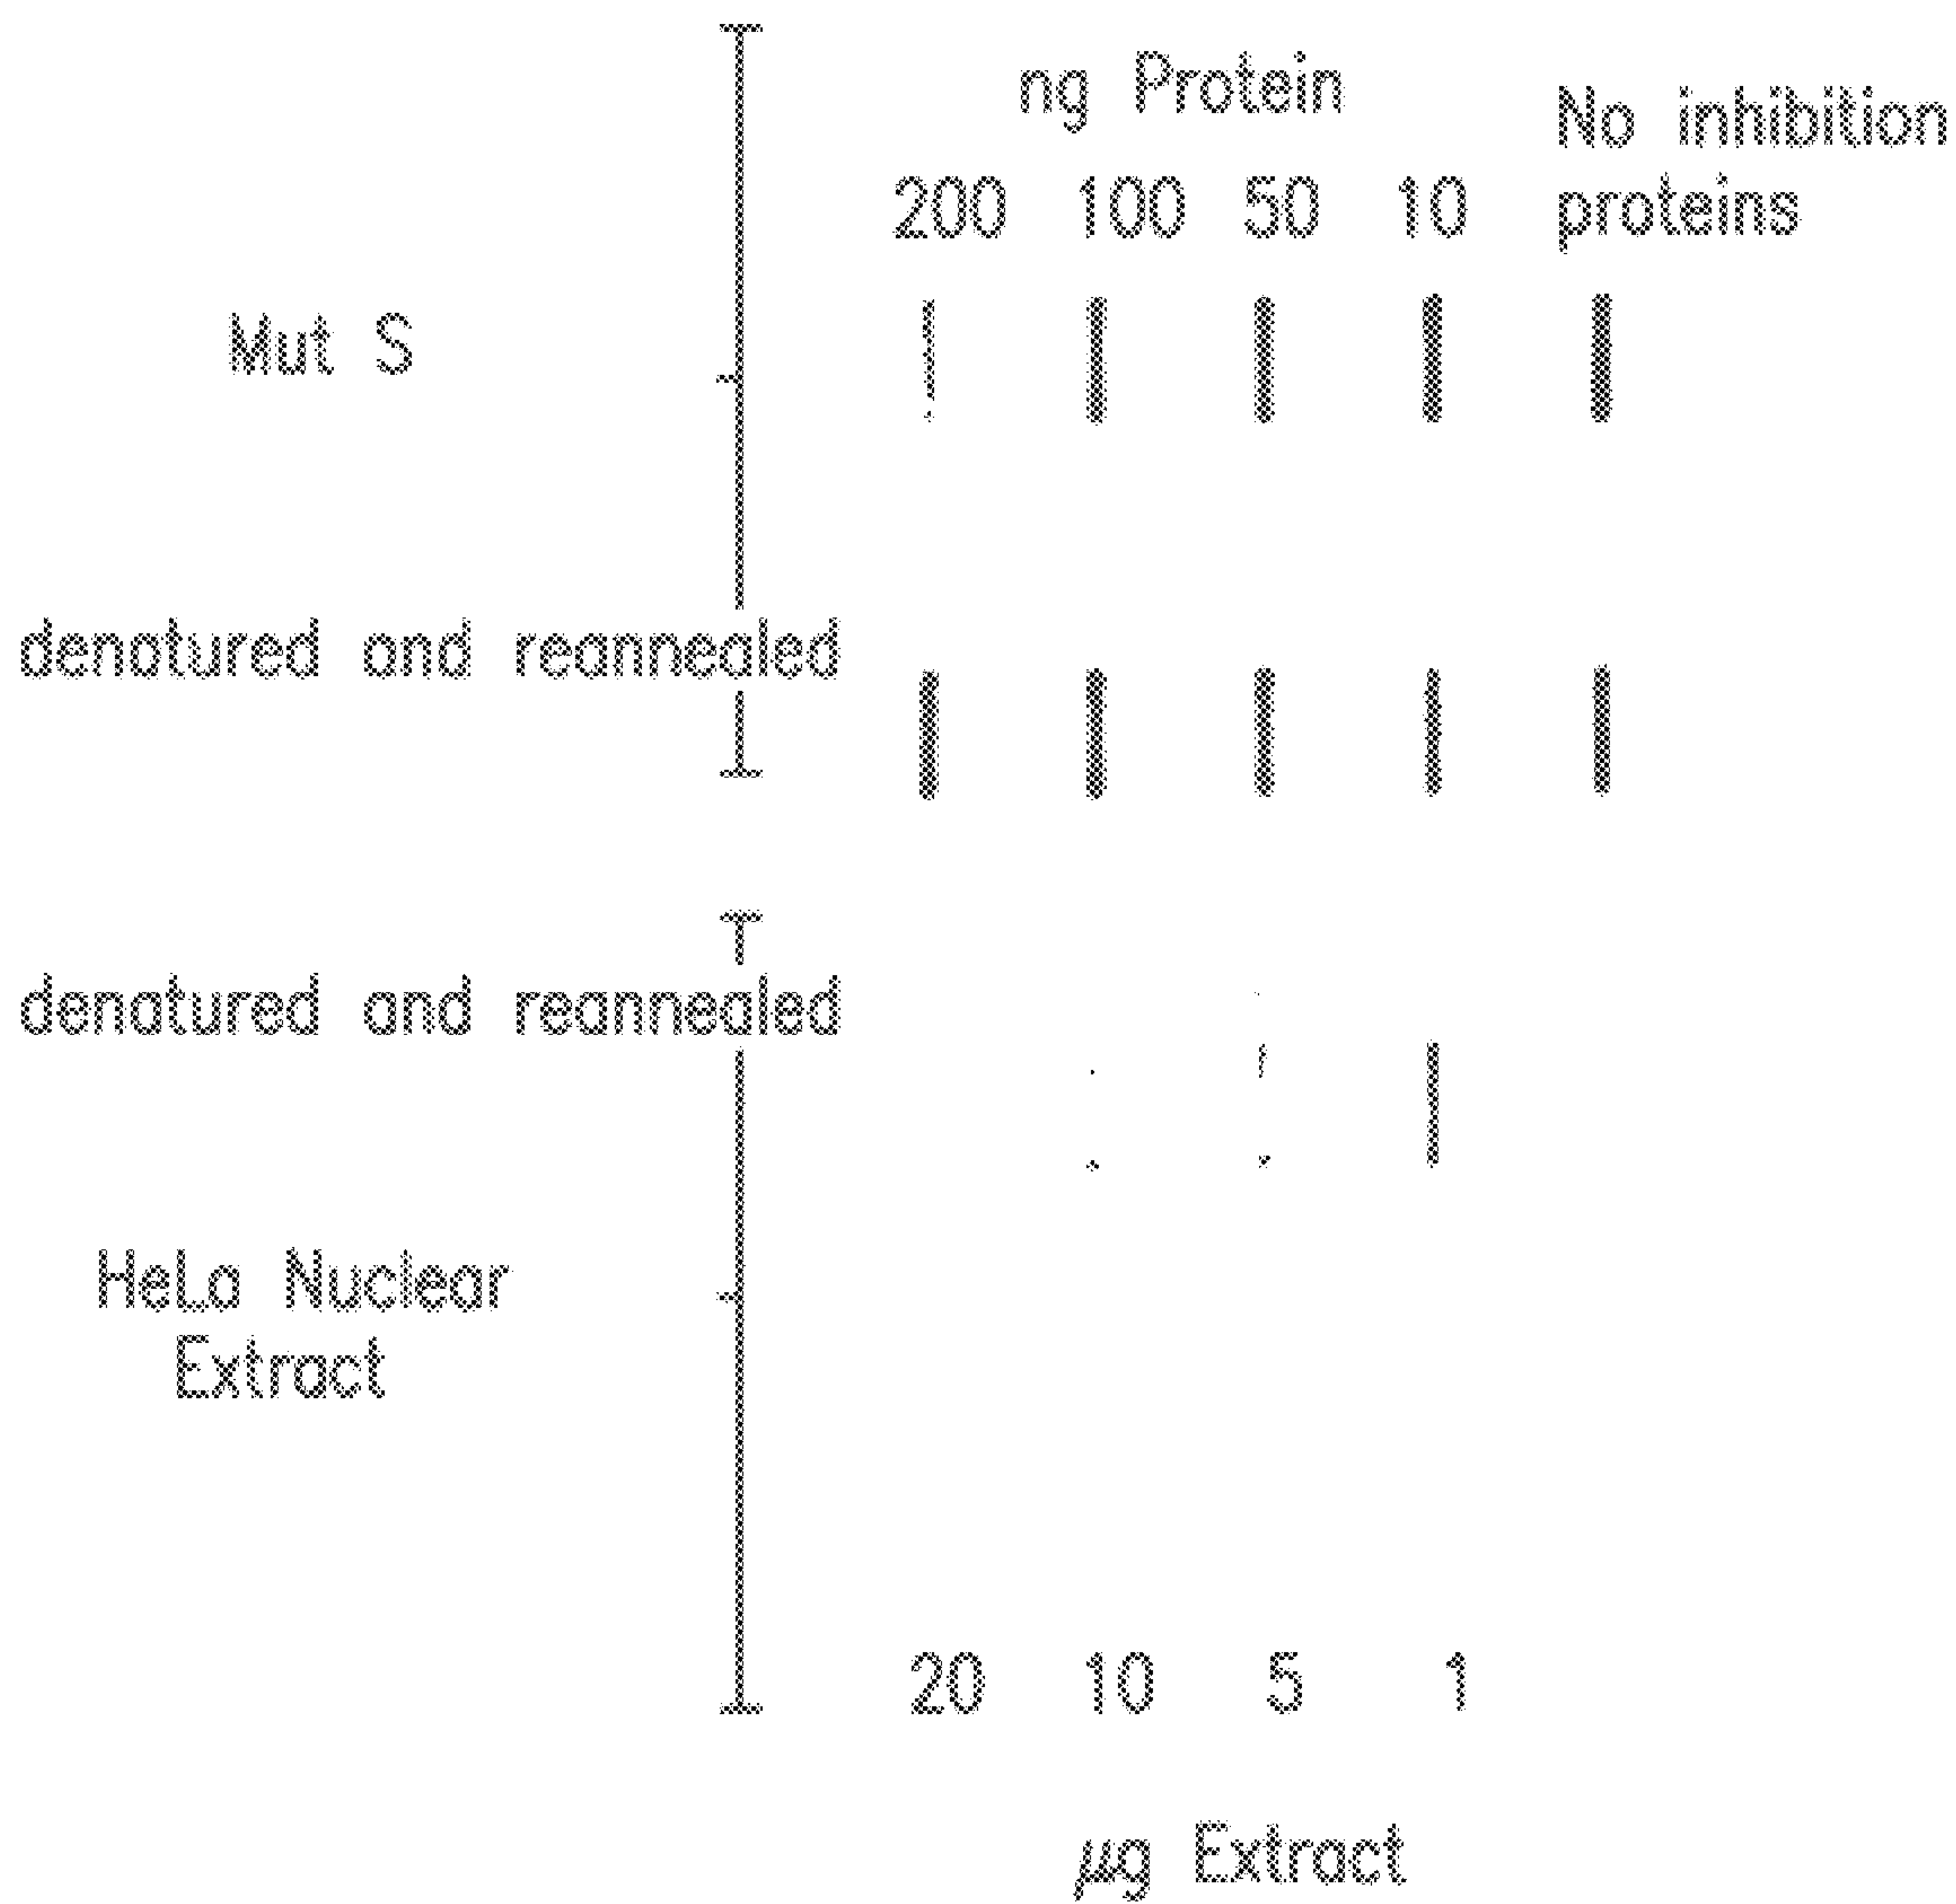 ng Protein
No inhibition
proteins
200 100 50 10
Mut S
denatured and reannealed
denatured and reannealed
HeLa Nuclear
Extract
20 10 5 1
µg Extract